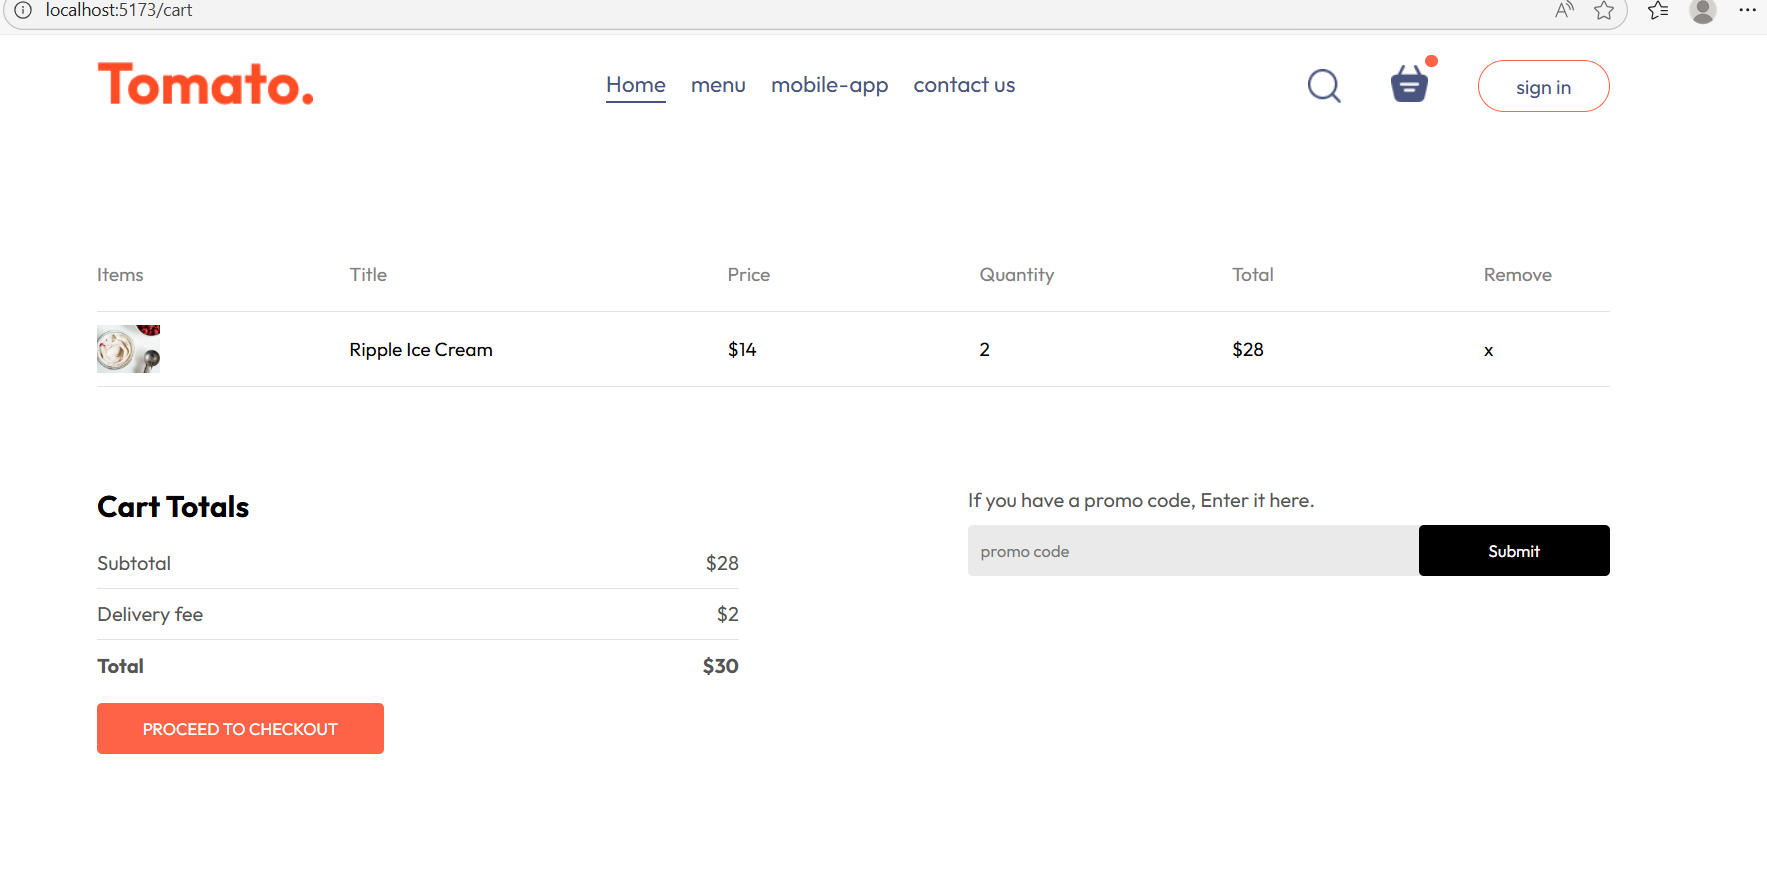 localhost:5173/cart
Tomato.
Home menu mobile-app contact us
sign in
Items Title Price Quantity Total Remove
Ripple Ice Cream $14 2 $28 x
Cart Totals
Subtotal $28
Delivery fee $2
Total $30
PROCEED TO CHECKOUT
If you have a promo code, Enter it here.
promo code Submit